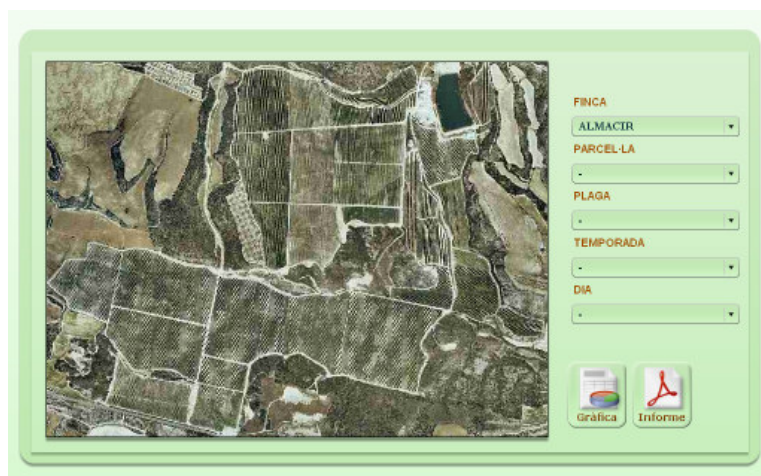 FINCA
ALMACIR
PARCEL·LA
-
PLAGA
-
TEMPORADA
-
DIA
-
Gràfica Informe